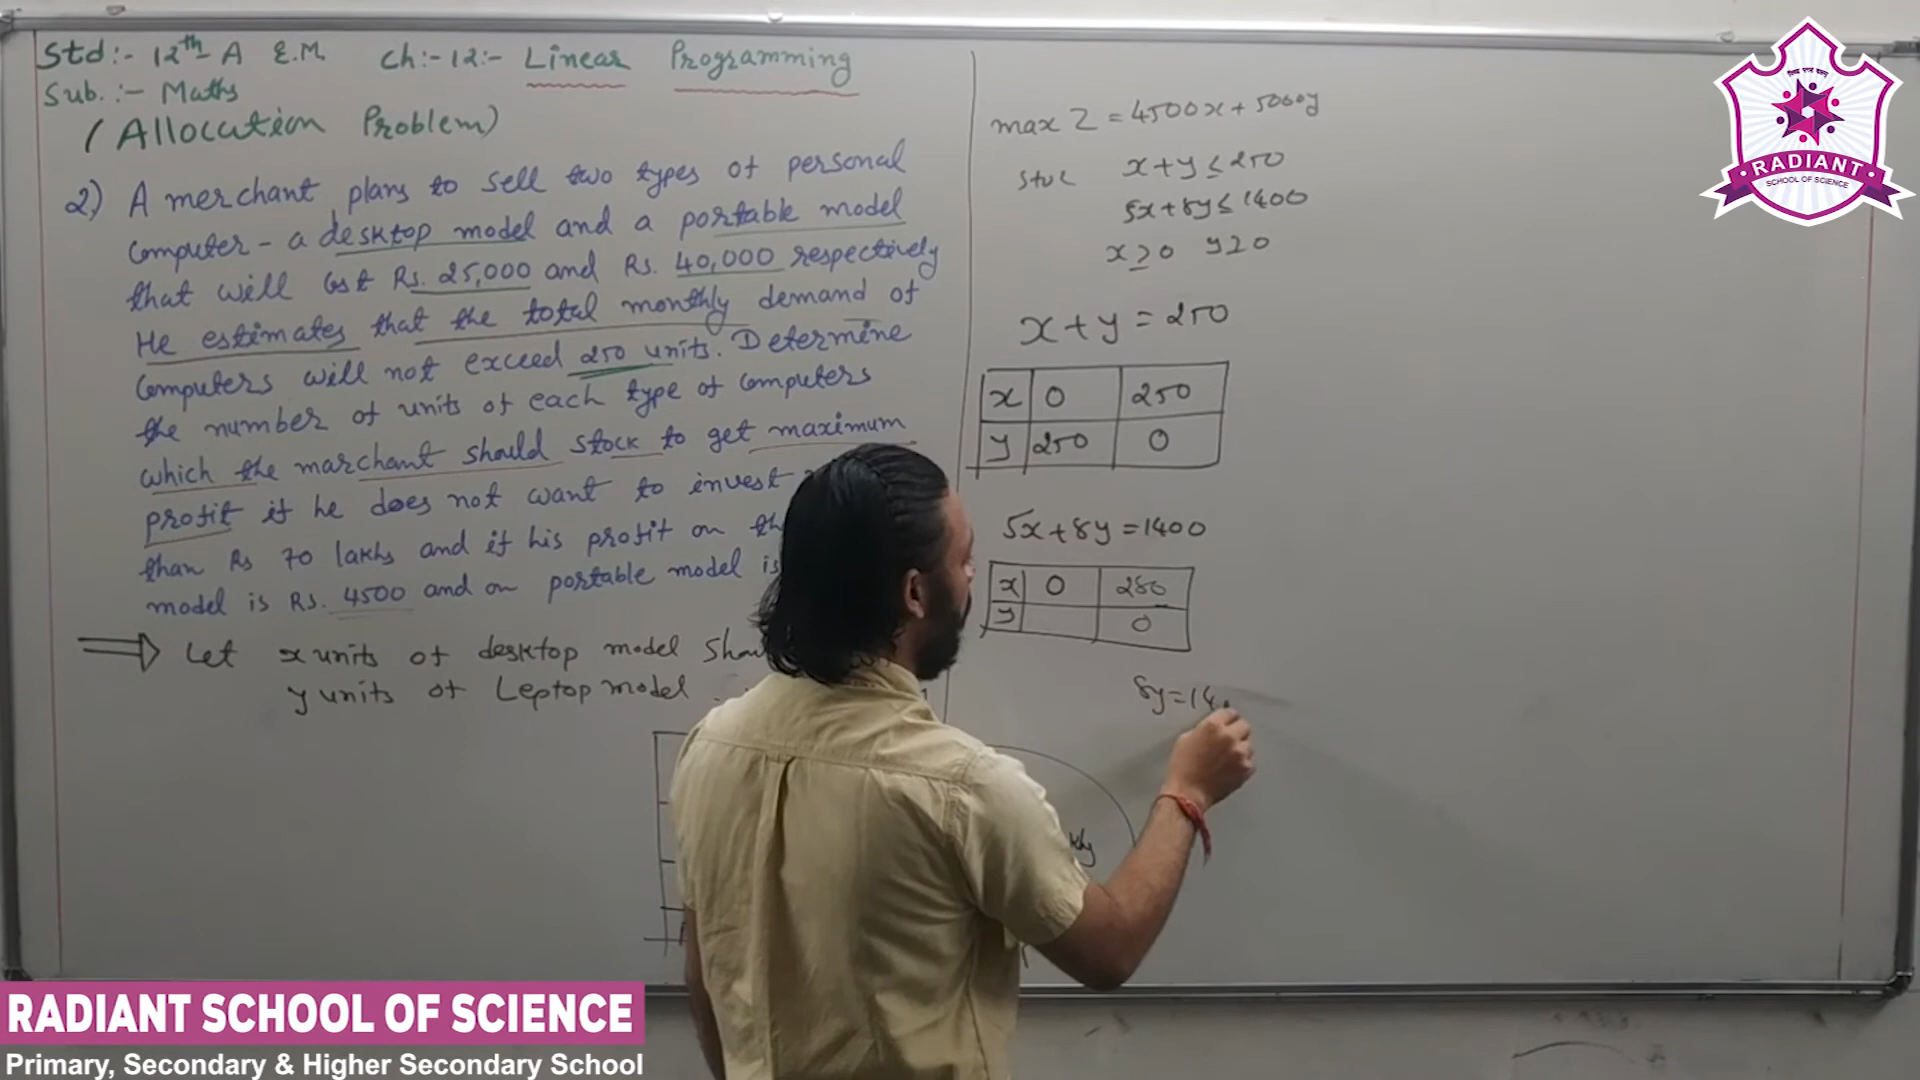 Std:- 12th A E.M. Ch:-12:- Linear Programming
Sub.:- Maths
(Allocation Problem)
2) A merchant plans to sell two types of personal
Computer - a desktop model and a portable model
that will Cost Rs. 25,000 and Rs. 40,000 respectively
He estimates that the total monthly demand of
Computers will not exceed 250 units. Determine
the number of units of each type of Computers
which the marchant should stock to get maximum
profit if he does not want to invest
than Rs 70 lakhs and if his profit on
model is Rs. 4500 and on portable model is
Let x units of desktop model
y units of Leptop model
max Z = 4500x + 5000y
x+y ≤ 250
5x+8y ≤ 1400
x ≥ 0 y ≥ 0
x+y = 250
x 0 250
y 250 0
5x+8y = 1400
x 0 280
y 0
8y=14
RADIANT
SCHOOL OF SCIENCE
RADIANT SCHOOL OF SCIENCE
Primary, Secondary & Higher Secondary School